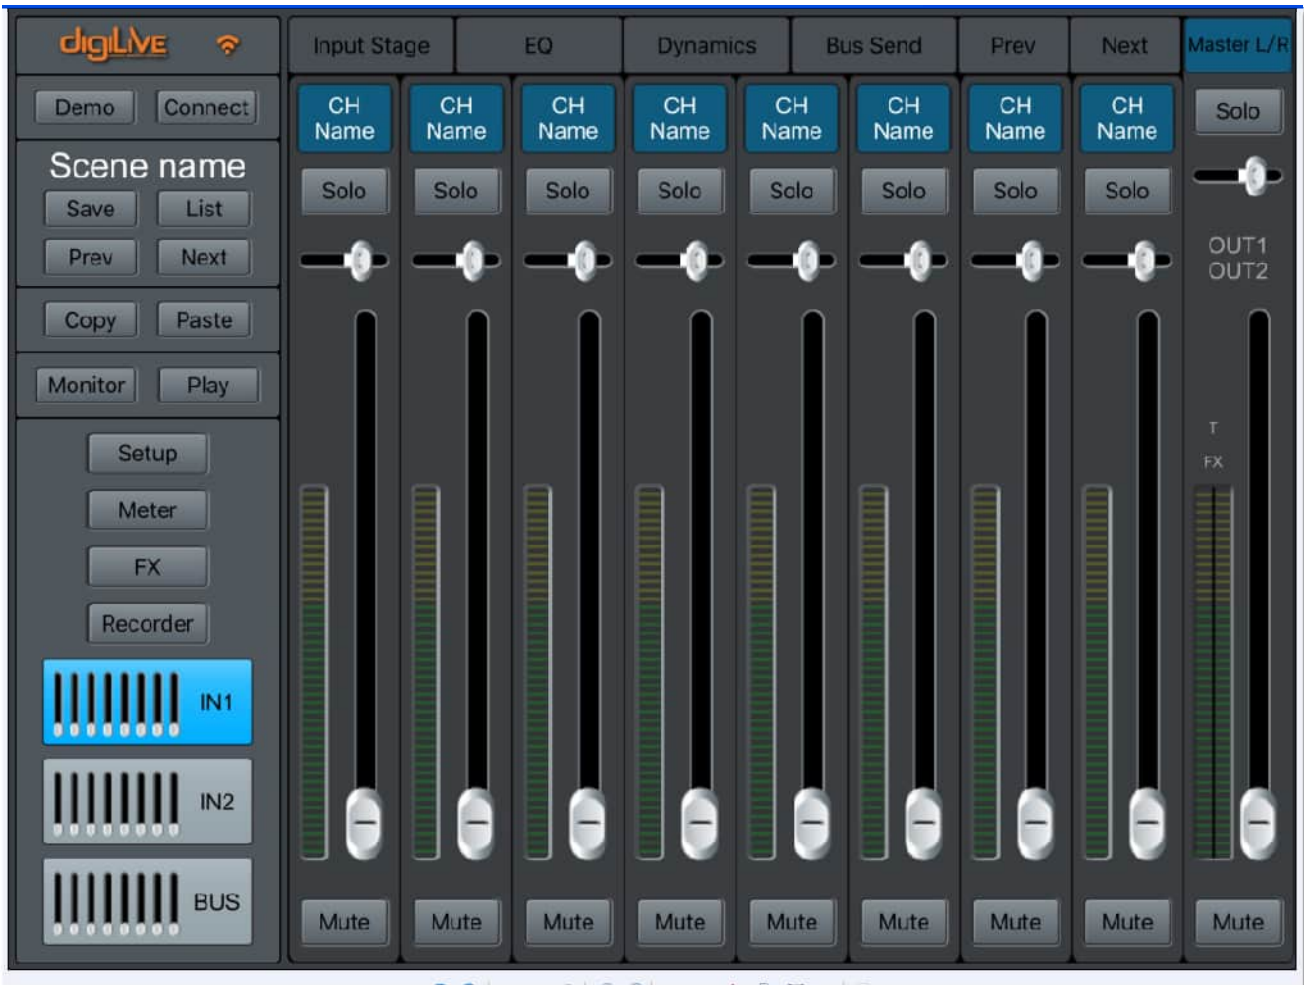 digiLiVE
Input Stage
EQ
Dynamics
Bus Send
Prev
Next
Master L/R
Demo
Connect
CH
Name
CH
Name
CH
Name
CH
Name
CH
Name
CH
Name
CH
Name
CH
Name
Solo
Scene name
Save
List
Prev
Next
Solo
Solo
Solo
Solo
Solo
Solo
Solo
Solo
OUT1
OUT2
Copy
Paste
Monitor
Play
Setup
Meter
FX
Recorder
T
FX
IN1
IN2
BUS
Mute
Mute
Mute
Mute
Mute
Mute
Mute
Mute
Mute